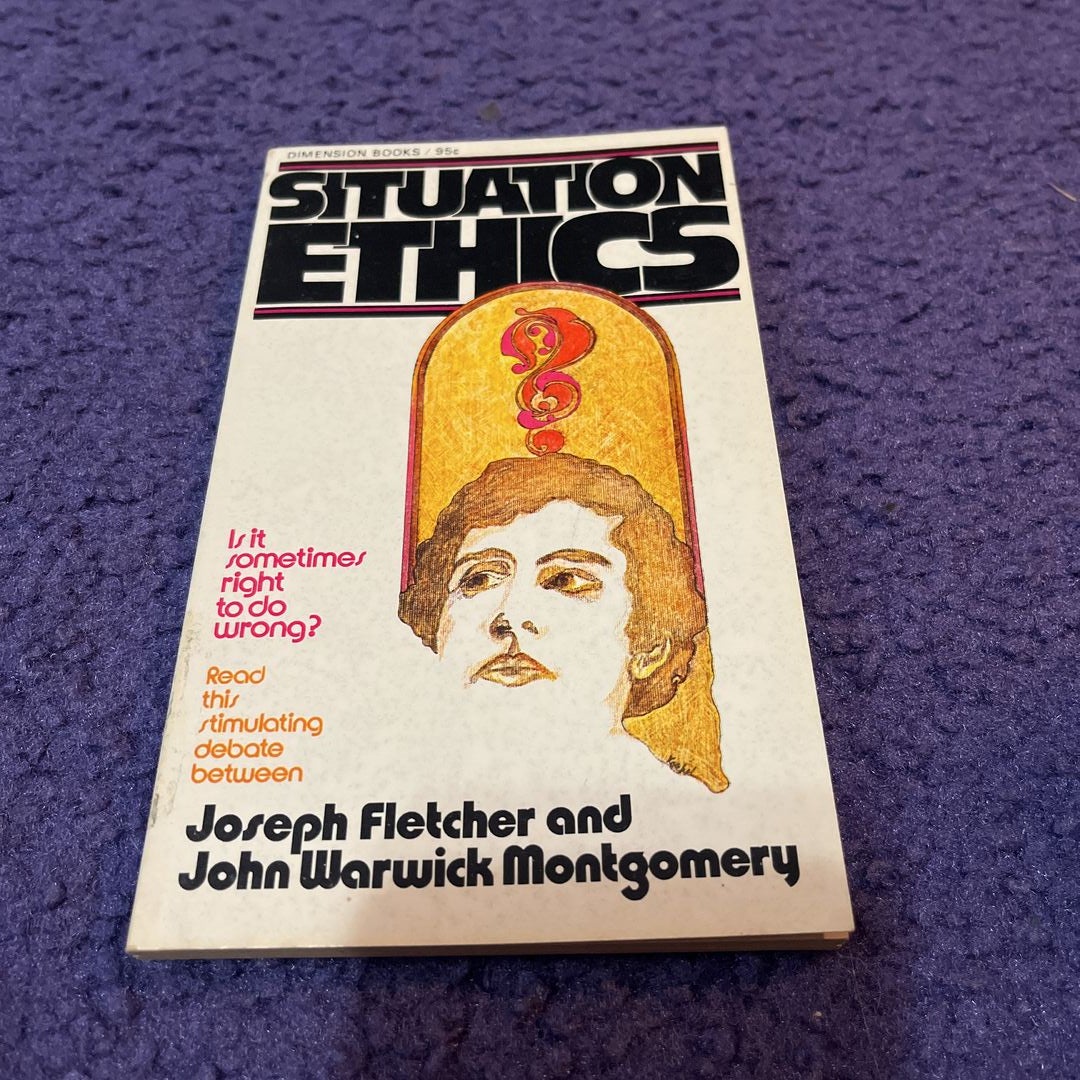 DIMENSION BOOKS / 95¢
SITUATION
ETHICS
Is it
sometimes
right
to do
wrong?
Read
this
stimulating
debate
between
Joseph Fletcher and
John Warwick Montgomery